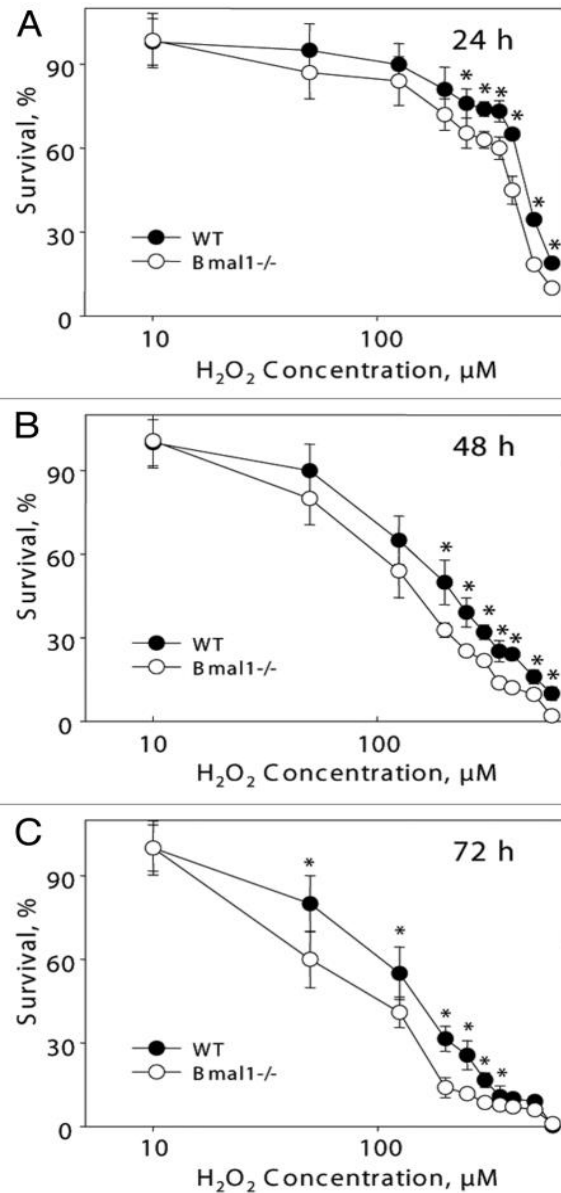 A
24 h
Survival, %
90
60
30
0
WT
Bmal1-/-
10
100
H₂O₂ Concentration, µM
* * * * * *
B
48 h
Survival, %
90
60
30
0
WT
Bmal1-/-
10
100
H₂O₂ Concentration, µM
* * * * * * *
C
72 h
Survival, %
90
60
30
0
WT
Bmal1-/-
10
100
H₂O₂ Concentration, µM
* * * * * *